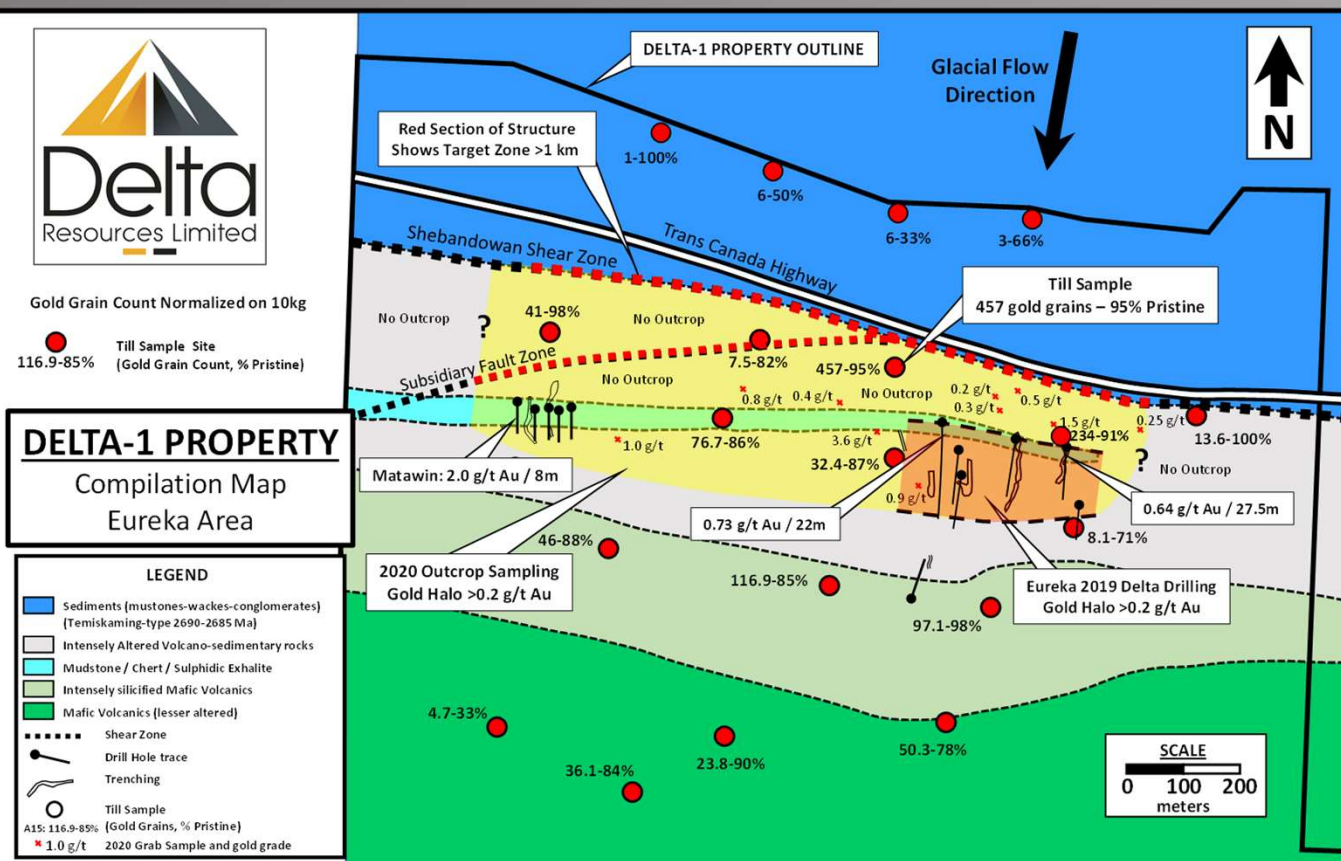 Delta
Resources Limited
Gold Grain Count Normalized on 10kg
116.9-85%
Till Sample Site
(Gold Grain Count, % Pristine)
DELTA-1 PROPERTY
Compilation Map
Eureka Area
LEGEND
Sediments (mustones-wackes-conglomerates)
(Temiskaming-type 2690-2685 Ma)
Intensely Altered Volcano-sedimentary rocks
Mudstone / Chert / Sulphidic Exhalite
Intensely silicified Mafic Volcanics
Mafic Volcanics (lesser altered)
Shear Zone
Drill Hole trace
Trenching
Till Sample
A15: 116.9-85% (Gold Grains, % Pristine)
1.0 g/t 2020 Grab Sample and gold grade
DELTA-1 PROPERTY OUTLINE
Glacial Flow
Direction
N
Red Section of Structure
Shows Target Zone >1 km
1-100%
6-50%
6-33%
3-66%
Shebandowan Shear Zone
Trans Canada Highway
Till Sample
457 gold grains – 95% Pristine
No Outcrop
?
41-98%
No Outcrop
7.5-82%
457-95%
Subsidiary Fault Zone
No Outcrop
No Outcrop
0.8 g/t
0.4 g/t
0.2 g/t
0.5 g/t
0.3 g/t
1.5 g/t
0.25 g/t
76.7-86%
1.0 g/t
3.6 g/t
234-91%
13.6-100%
32.4-87%
?
No Outcrop
Matawin: 2.0 g/t Au / 8m
0.9 g/t
0.73 g/t Au / 22m
0.64 g/t Au / 27.5m
8.1-71%
46-88%
2020 Outcrop Sampling
Gold Halo >0.2 g/t Au
116.9-85%
97.1-98%
Eureka 2019 Delta Drilling
Gold Halo >0.2 g/t Au
4.7-33%
36.1-84%
23.8-90%
50.3-78%
SCALE
0 100 200
meters